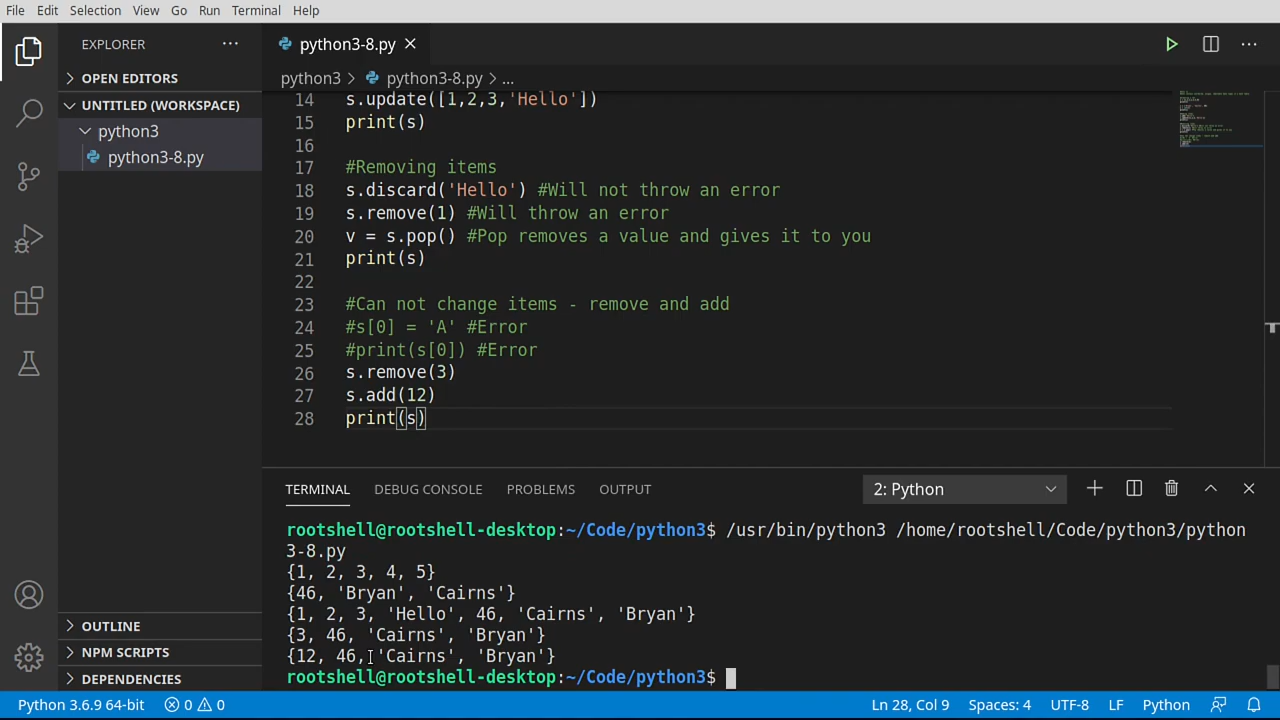 File Edit Selection View Go Run Terminal Help
EXPLORER
OPEN EDITORS
UNTITLED (WORKSPACE)
python3
python3-8.py
OUTLINE
NPM SCRIPTS
DEPENDENCIES
python3-8.py
python3 > python3-8.py > ...
14 s.update([1,2,3,'Hello'])
15 print(s)
16
17 #Removing items
18 s.discard('Hello') #Will not throw an error
19 s.remove(1) #Will throw an error
20 v = s.pop() #Pop removes a value and gives it to you
21 print(s)
22
23 #Can not change items - remove and add
24 #s[0] = 'A' #Error
25 #print(s[0]) #Error
26 s.remove(3)
27 s.add(12)
28 print(s)
TERMINAL DEBUG CONSOLE PROBLEMS OUTPUT 2: Python
rootshell@rootshell-desktop:~/Code/python3$ /usr/bin/python3 /home/rootshell/Code/python3/python
3-8.py
{1, 2, 3, 4, 5}
{46, 'Bryan', 'Cairns'}
{1, 2, 3, 'Hello', 46, 'Cairns', 'Bryan'}
{3, 46, 'Cairns', 'Bryan'}
{12, 46, 'Cairns', 'Bryan'}
rootshell@rootshell-desktop:~/Code/python3$
Python 3.6.9 64-bit 0 0 Ln 28, Col 9 Spaces: 4 UTF-8 LF Python